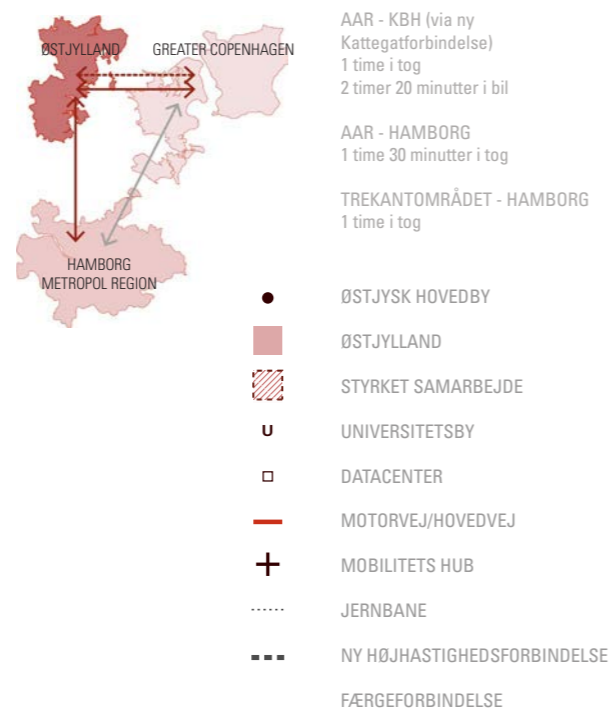 ØSTJYLLAND
GREATER COPENHAGEN
HAMBORG
METROPOL REGION
AAR - KBH (via ny
Kattegatforbindelse)
1 time i tog
2 timer 20 minutter i bil
AAR - HAMBORG
1 time 30 minutter i tog
TREKANTOMRÅDET - HAMBORG
1 time i tog
ØSTJYSK HOVEDBY
ØSTJYLLAND
STYRKET SAMARBEJDE
U UNIVERSITETSBY
DATACENTER
MOTORVEJ/HOVEDVEJ
MOBILITETS HUB
JERNBANE
NY HØJHASTIGHEDSFORBINDELSE
FÆRGEFORBINDELSE